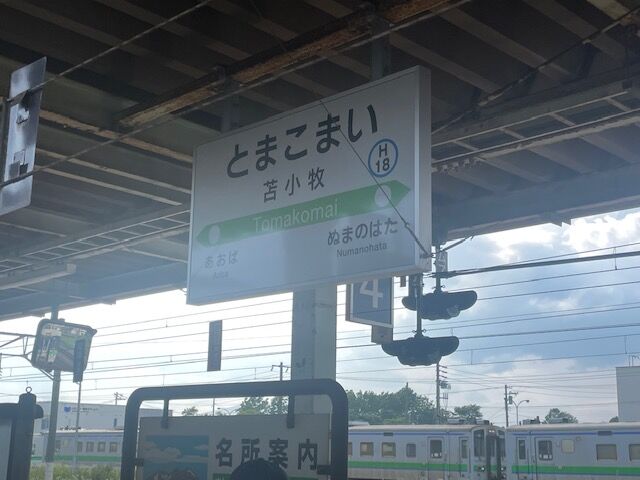 とまこまい
H
18
苫小牧
Tomakomai
あおば
Aoba
ぬまのはた
Numanohata
4
名所案内